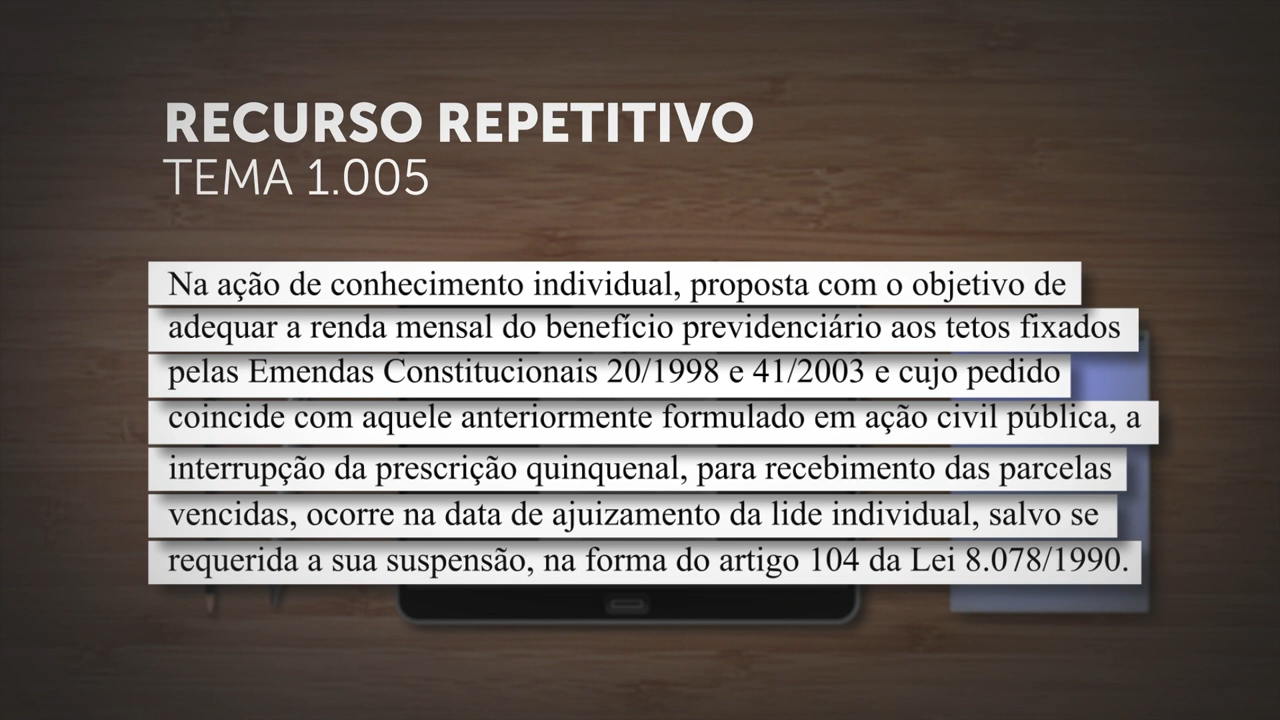 RECURSO REPETITIVO
TEMA 1.005
Na ação de conhecimento individual, proposta com o objetivo de
adequar a renda mensal do benefício previdenciário aos tetos fixados
pelas Emendas Constitucionais 20/1998 e 41/2003 e cujo pedido
coincide com aquele anteriormente formulado em ação civil pública, a
interrupção da prescrição quinquenal, para recebimento das parcelas
vencidas, ocorre na data de ajuizamento da lide individual, salvo se
requerida a sua suspensão, na forma do artigo 104 da Lei 8.078/1990.